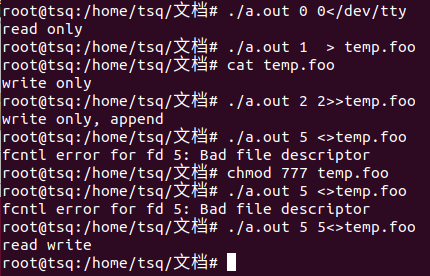 root@tsq:/home/tsq/文档# ./a.out 0 0</dev/tty
read only
root@tsq:/home/tsq/文档# ./a.out 1  > temp.foo
root@tsq:/home/tsq/文档# cat temp.foo
write only
root@tsq:/home/tsq/文档# ./a.out 2 2>>temp.foo
write only, append
root@tsq:/home/tsq/文档# ./a.out 5 <>temp.foo
fcntl error for fd 5: Bad file descriptor
root@tsq:/home/tsq/文档# chmod 777 temp.foo
root@tsq:/home/tsq/文档# ./a.out 5 <>temp.foo
fcntl error for fd 5: Bad file descriptor
root@tsq:/home/tsq/文档# ./a.out 5 5<>temp.foo
read write
root@tsq:/home/tsq/文档#